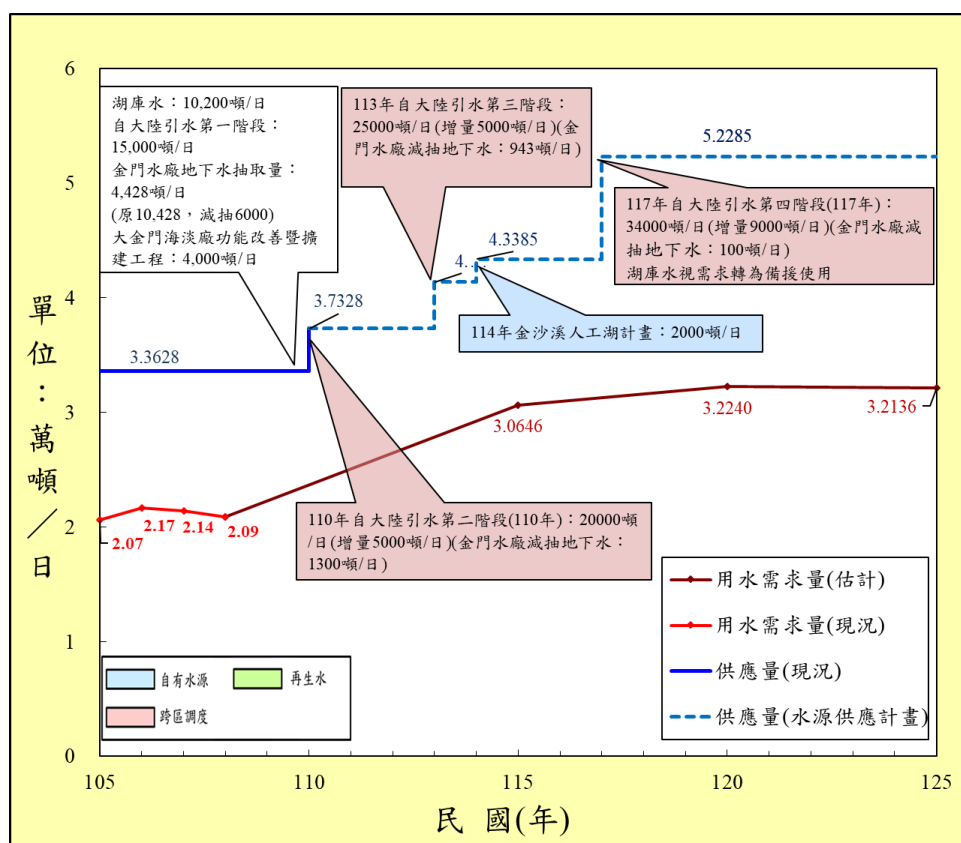 單位：萬噸／日
6
5
4
3
2
1
0
湖庫水：10,200噸/日
自大陸引水第一階段：
15,000噸/日
金門水廠地下水抽取量：
4,428噸/日
(原10,428，減抽6000)
大金門海淡廠功能改善暨擴
建工程：4,000噸/日
113年自大陸引水第三階段：
25000噸/日(增量5000噸/日)(金
門水廠減抽地下水：943噸/日)
5.2285
117年自大陸引水第四階段(117年)：
34000噸/日(增量9000噸/日)(金門水廠減
抽地下水：100噸/日)
湖庫水視需求轉為備援使用
4.3385
4...
3.7328
114年金沙溪人工湖計畫：2000噸/日
3.3628
3.0646
3.2240
3.2136
2.07
2.17
2.14
2.09
110年自大陸引水第二階段(110年)：20000噸
/日(增量5000噸/日)(金門水廠減抽地下水：
1300噸/日)
用水需求量(估計)
用水需求量(現況)
供應量(現況)
供應量(水源供應計畫)
自有水源
再生水
跨區調度
105
110
115
120
125
民 國(年)